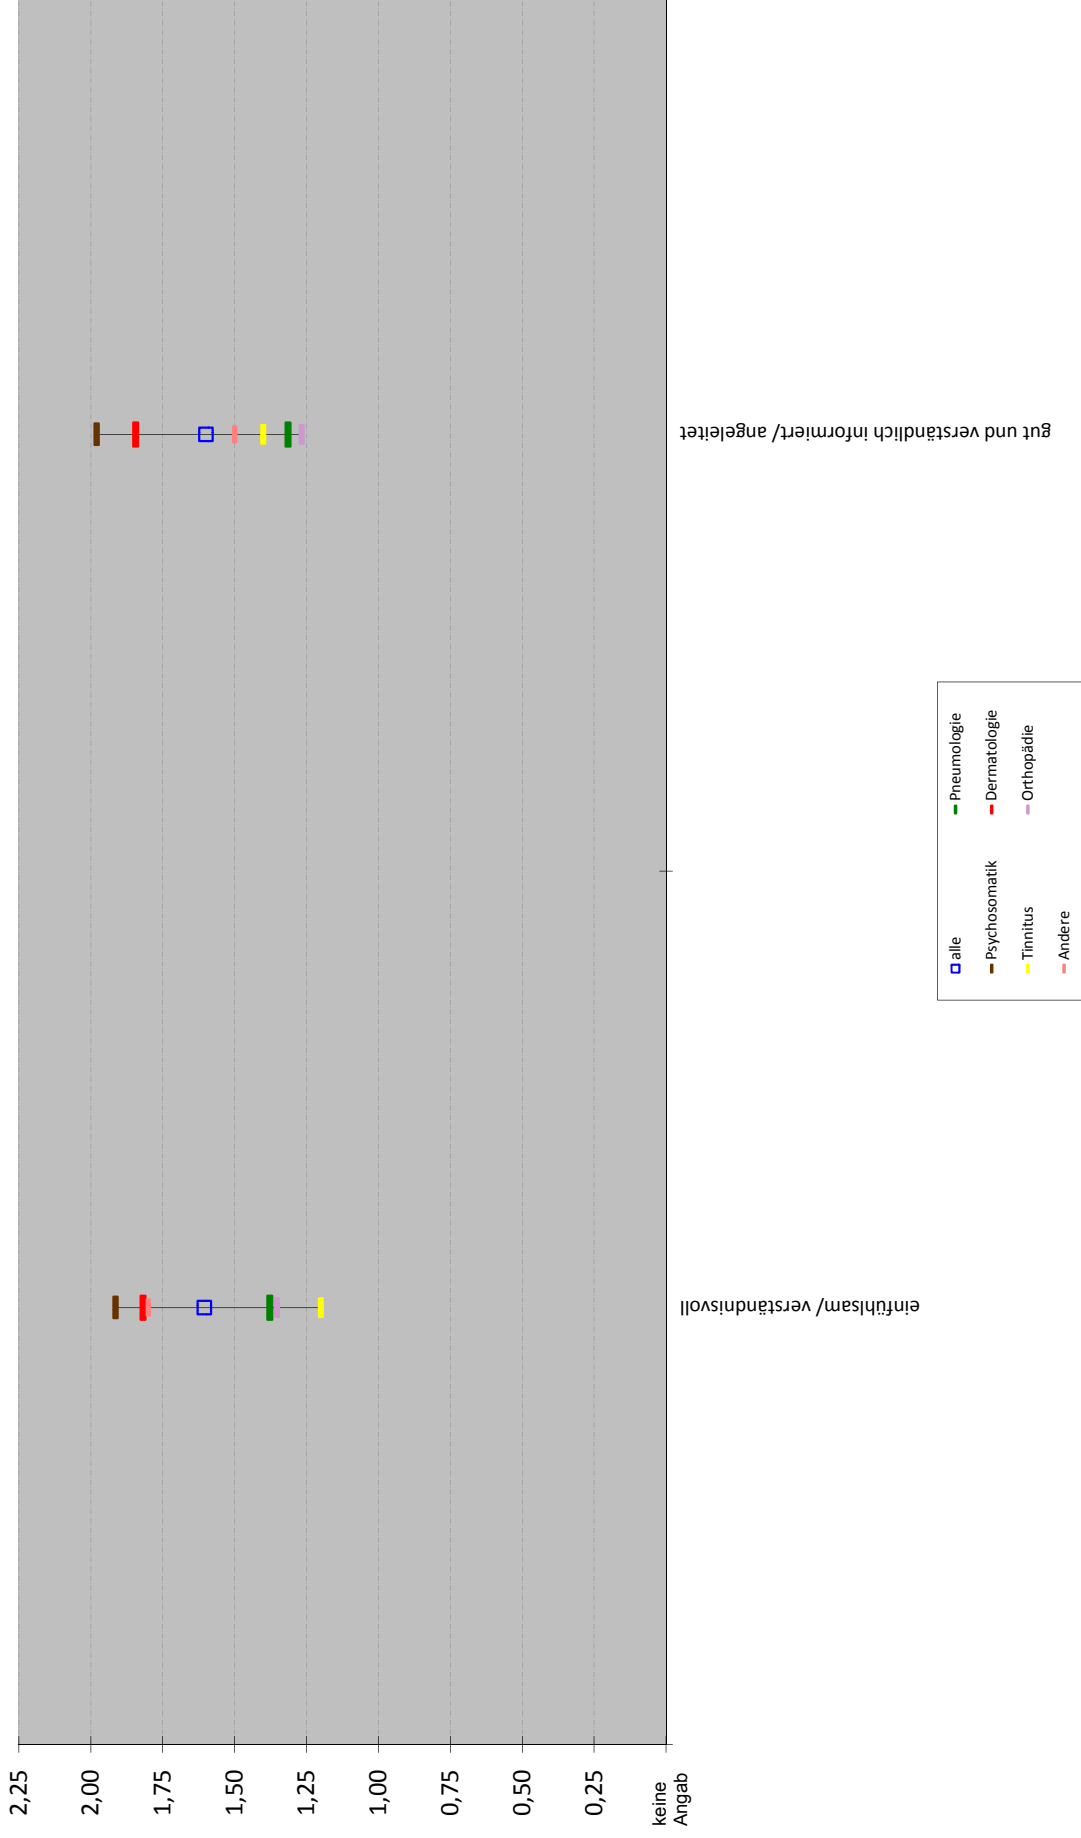 2,25
2,00
1,75
1,50
1,25
1,00
0,75
0,50
0,25
keine
Angab
einfühlsam/ verständnisvoll
gut und verständlich informiert/ angeleitet
alle
Pneumologie
Psychosomatik
Dermatologie
Tinnitus
Orthopädie
Andere